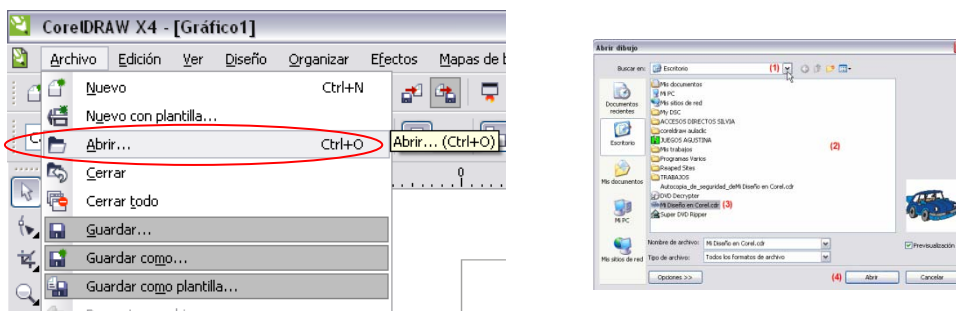 CorelDRAW X4 - [Gráfico1]
Archivo Edición Ver Diseño Organizar Efectos Mapas de b
Nuevo Ctrl+N
Nuevo con plantilla...
Abrir... Ctrl+O Abrir... (Ctrl+O)
Cerrar
Cerrar todo
Guardar...
Guardar como...
Guardar como plantilla...
0
Abrir dibujo
Buscar en: Escritorio (1)
Mis documentos
Mi PC
Mis sitios de red
My DSC
ACCESOS DIRECTOS SILVIA
coreldraw auladic
JUEGOS AGUSTINA
Mis trabajos
Programas Varios
Reaped Sites
TRABAJOS
Autocopia_de_seguridad_deMi Diseño en Corel.cdr
DVD Decrypter
Mi Diseño en Corel.cdr (3)
Super DVD Ripper
(2)
Documentos recientes
Escritorio
Mis documentos
Mi PC
Mis sitios de red
Nombre de archivo: Mi Diseño en Corel.cdr
Tipo de archivo: Todos los formatos de archivo
Previsualización
Opciones >> (4) Abrir Cancelar